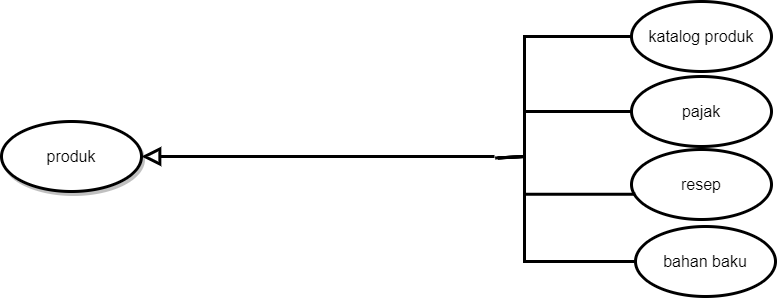 katalog produk
pajak
produk
resep
bahan baku